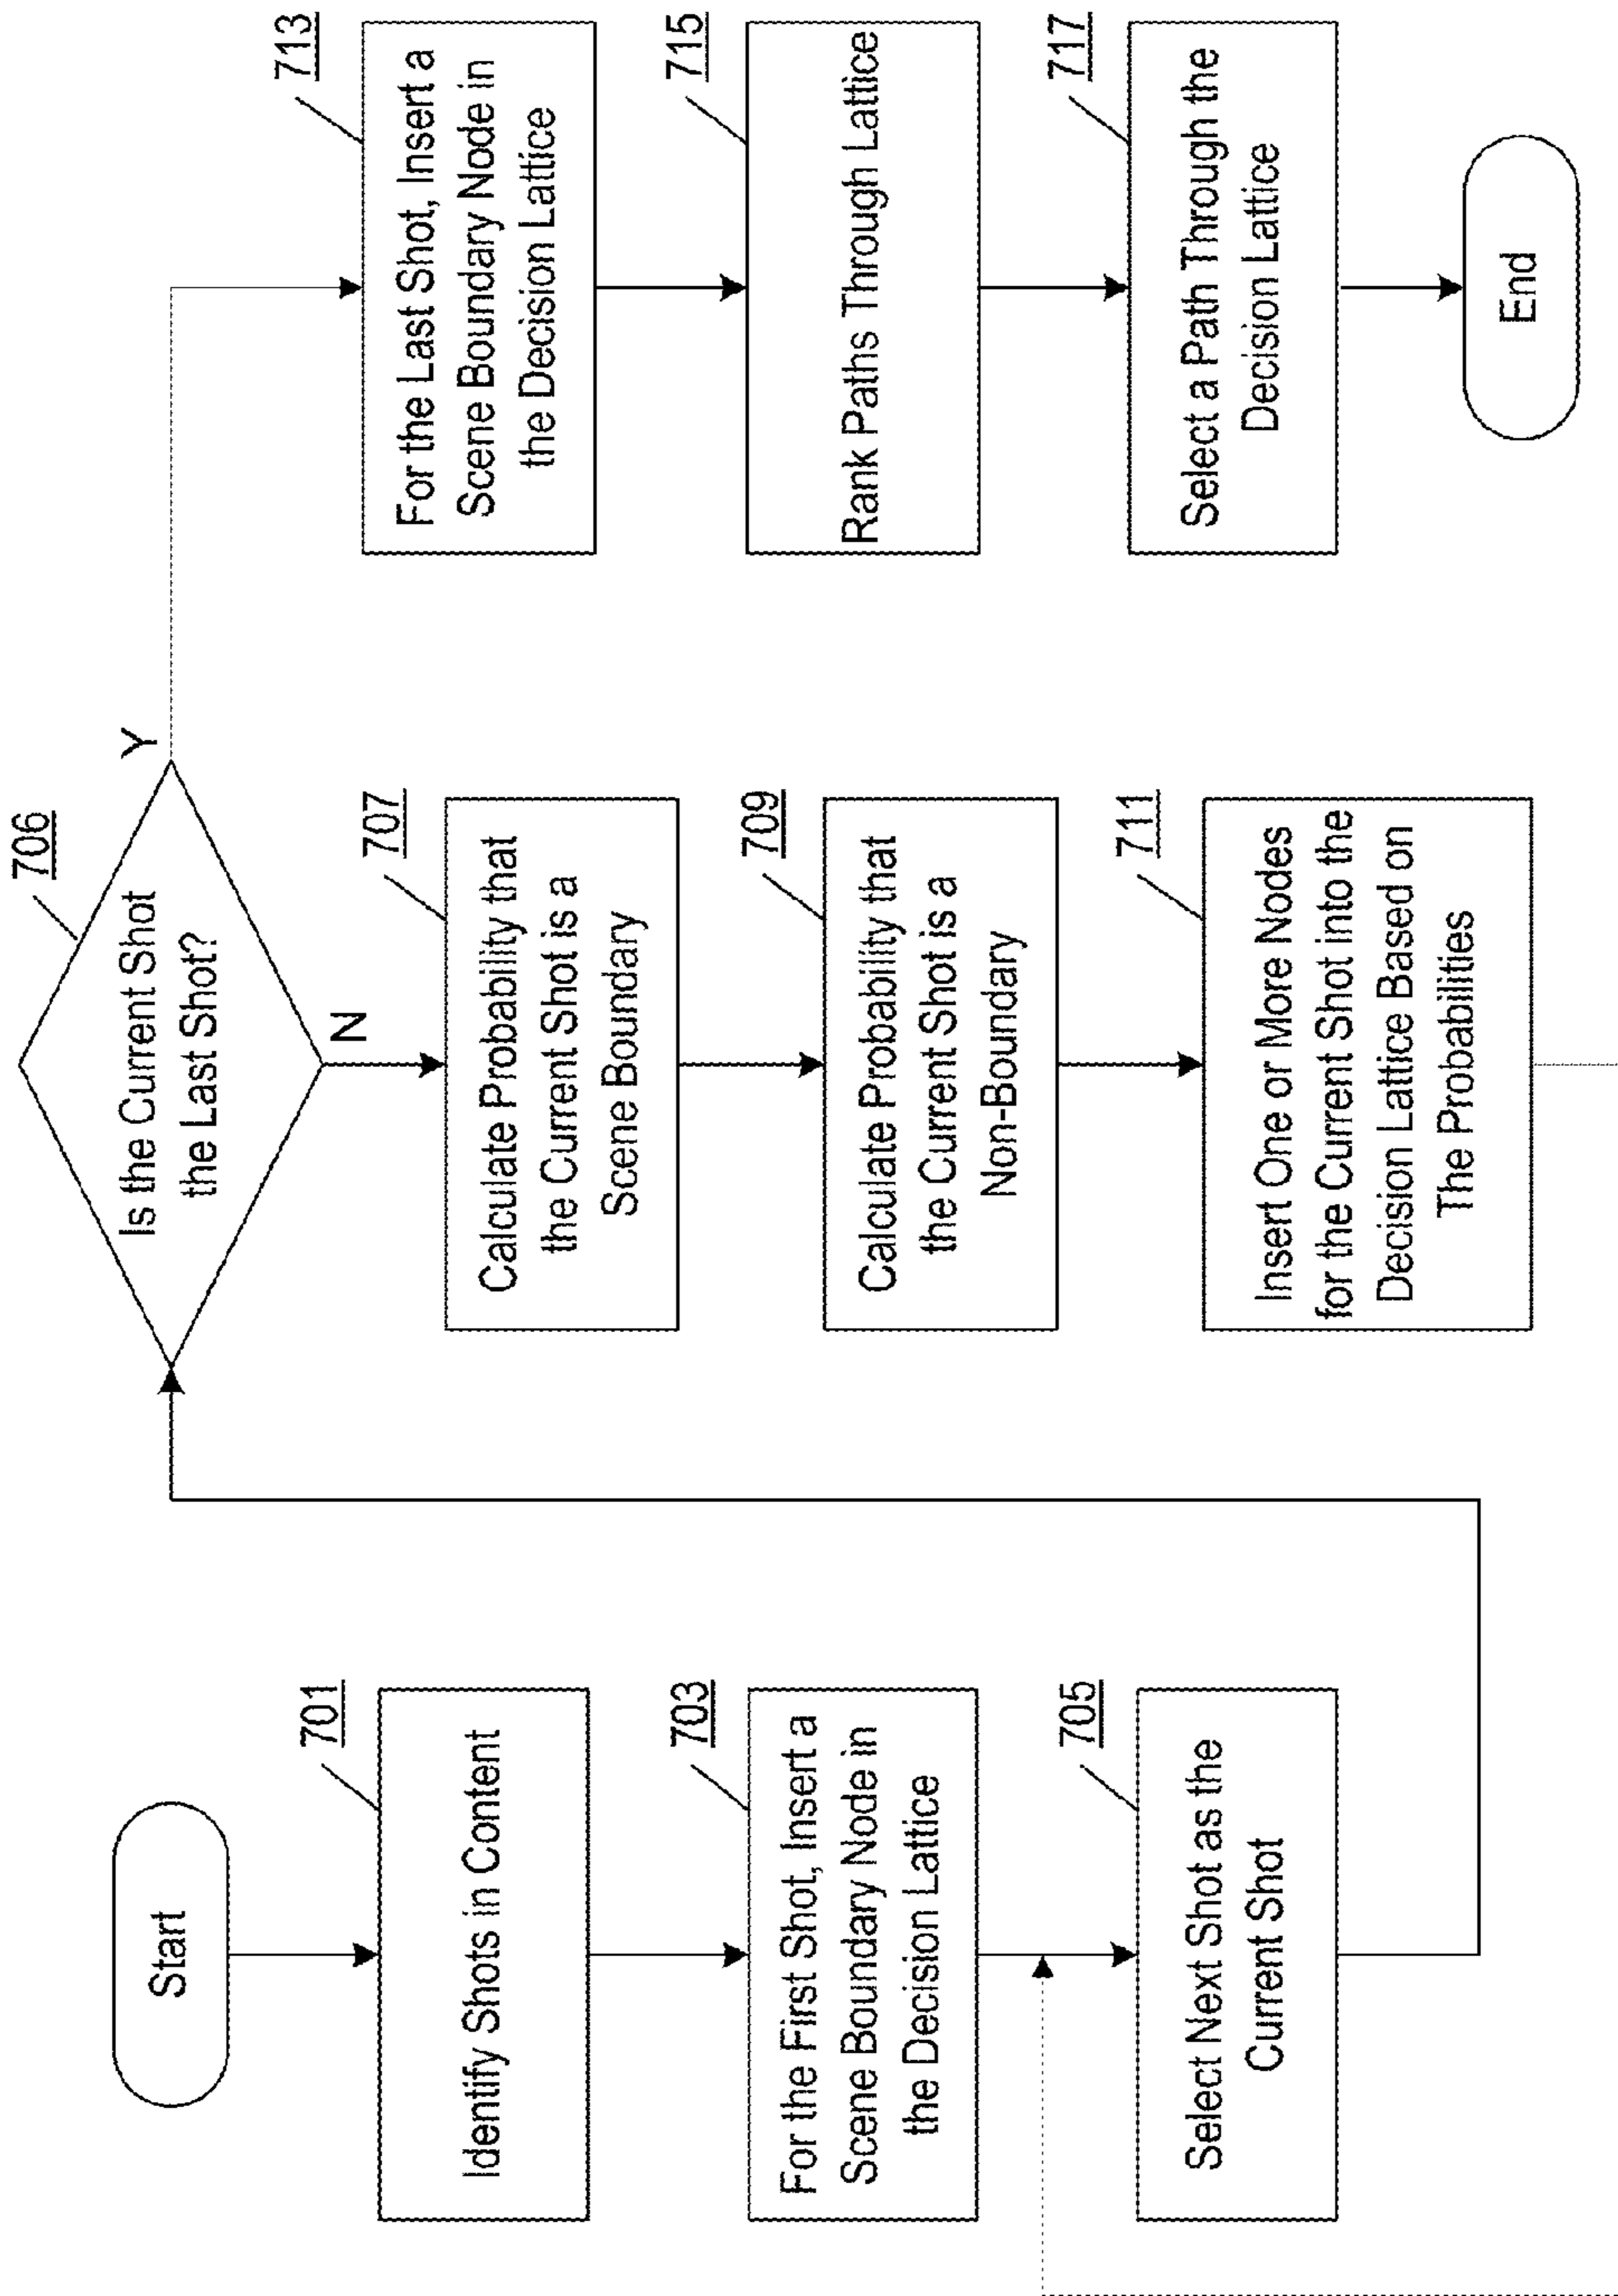 Start
701
Identify Shots in Content
703
For the First Shot, Insert a
Scene Boundary Node in
the Decision Lattice
705
Select Next Shot as the
Current Shot
706
Is the Current Shot
the Last Shot?
Y
N
707
Calculate Probability that
the Current Shot is a
Scene Boundary
709
Calculate Probability that
the Current Shot is a
Non-Boundary
711
Insert One or More Nodes
for the Current Shot into the
Decision Lattice Based on
The Probabilities
713
For the Last Shot, Insert a
Scene Boundary Node in
the Decision Lattice
715
Rank Paths Through Lattice
717
Select a Path Through the
Decision Lattice
End